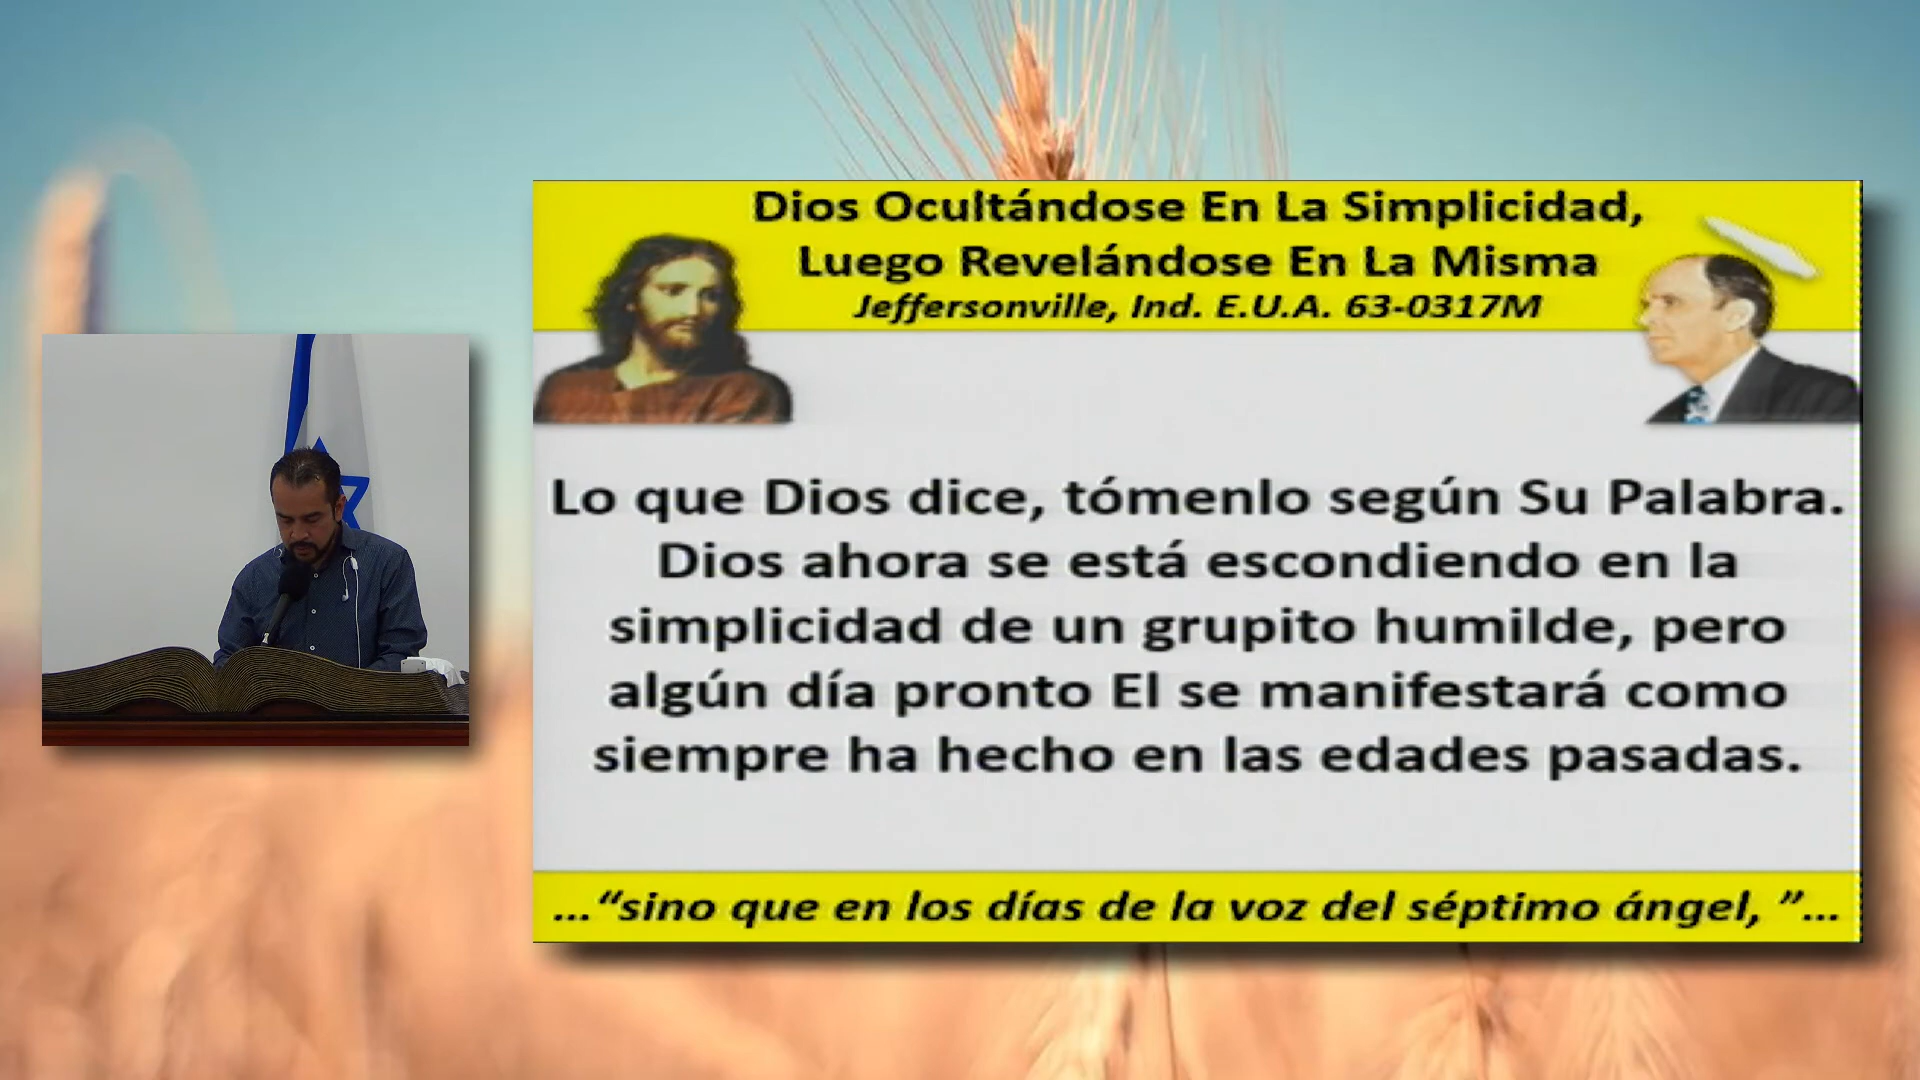 Dios Ocultándose En La Simplicidad,
Luego Revelándose En La Misma
Jeffersonville, Ind. E.U.A. 63-0317M
Lo que Dios dice, tómenlo según Su Palabra.
Dios ahora se está escondiendo en la
simplicidad de un grupito humilde, pero
algún día pronto El se manifestará como
siempre ha hecho en las edades pasadas.
...“sino que en los días de la voz del séptimo ángel, ”...